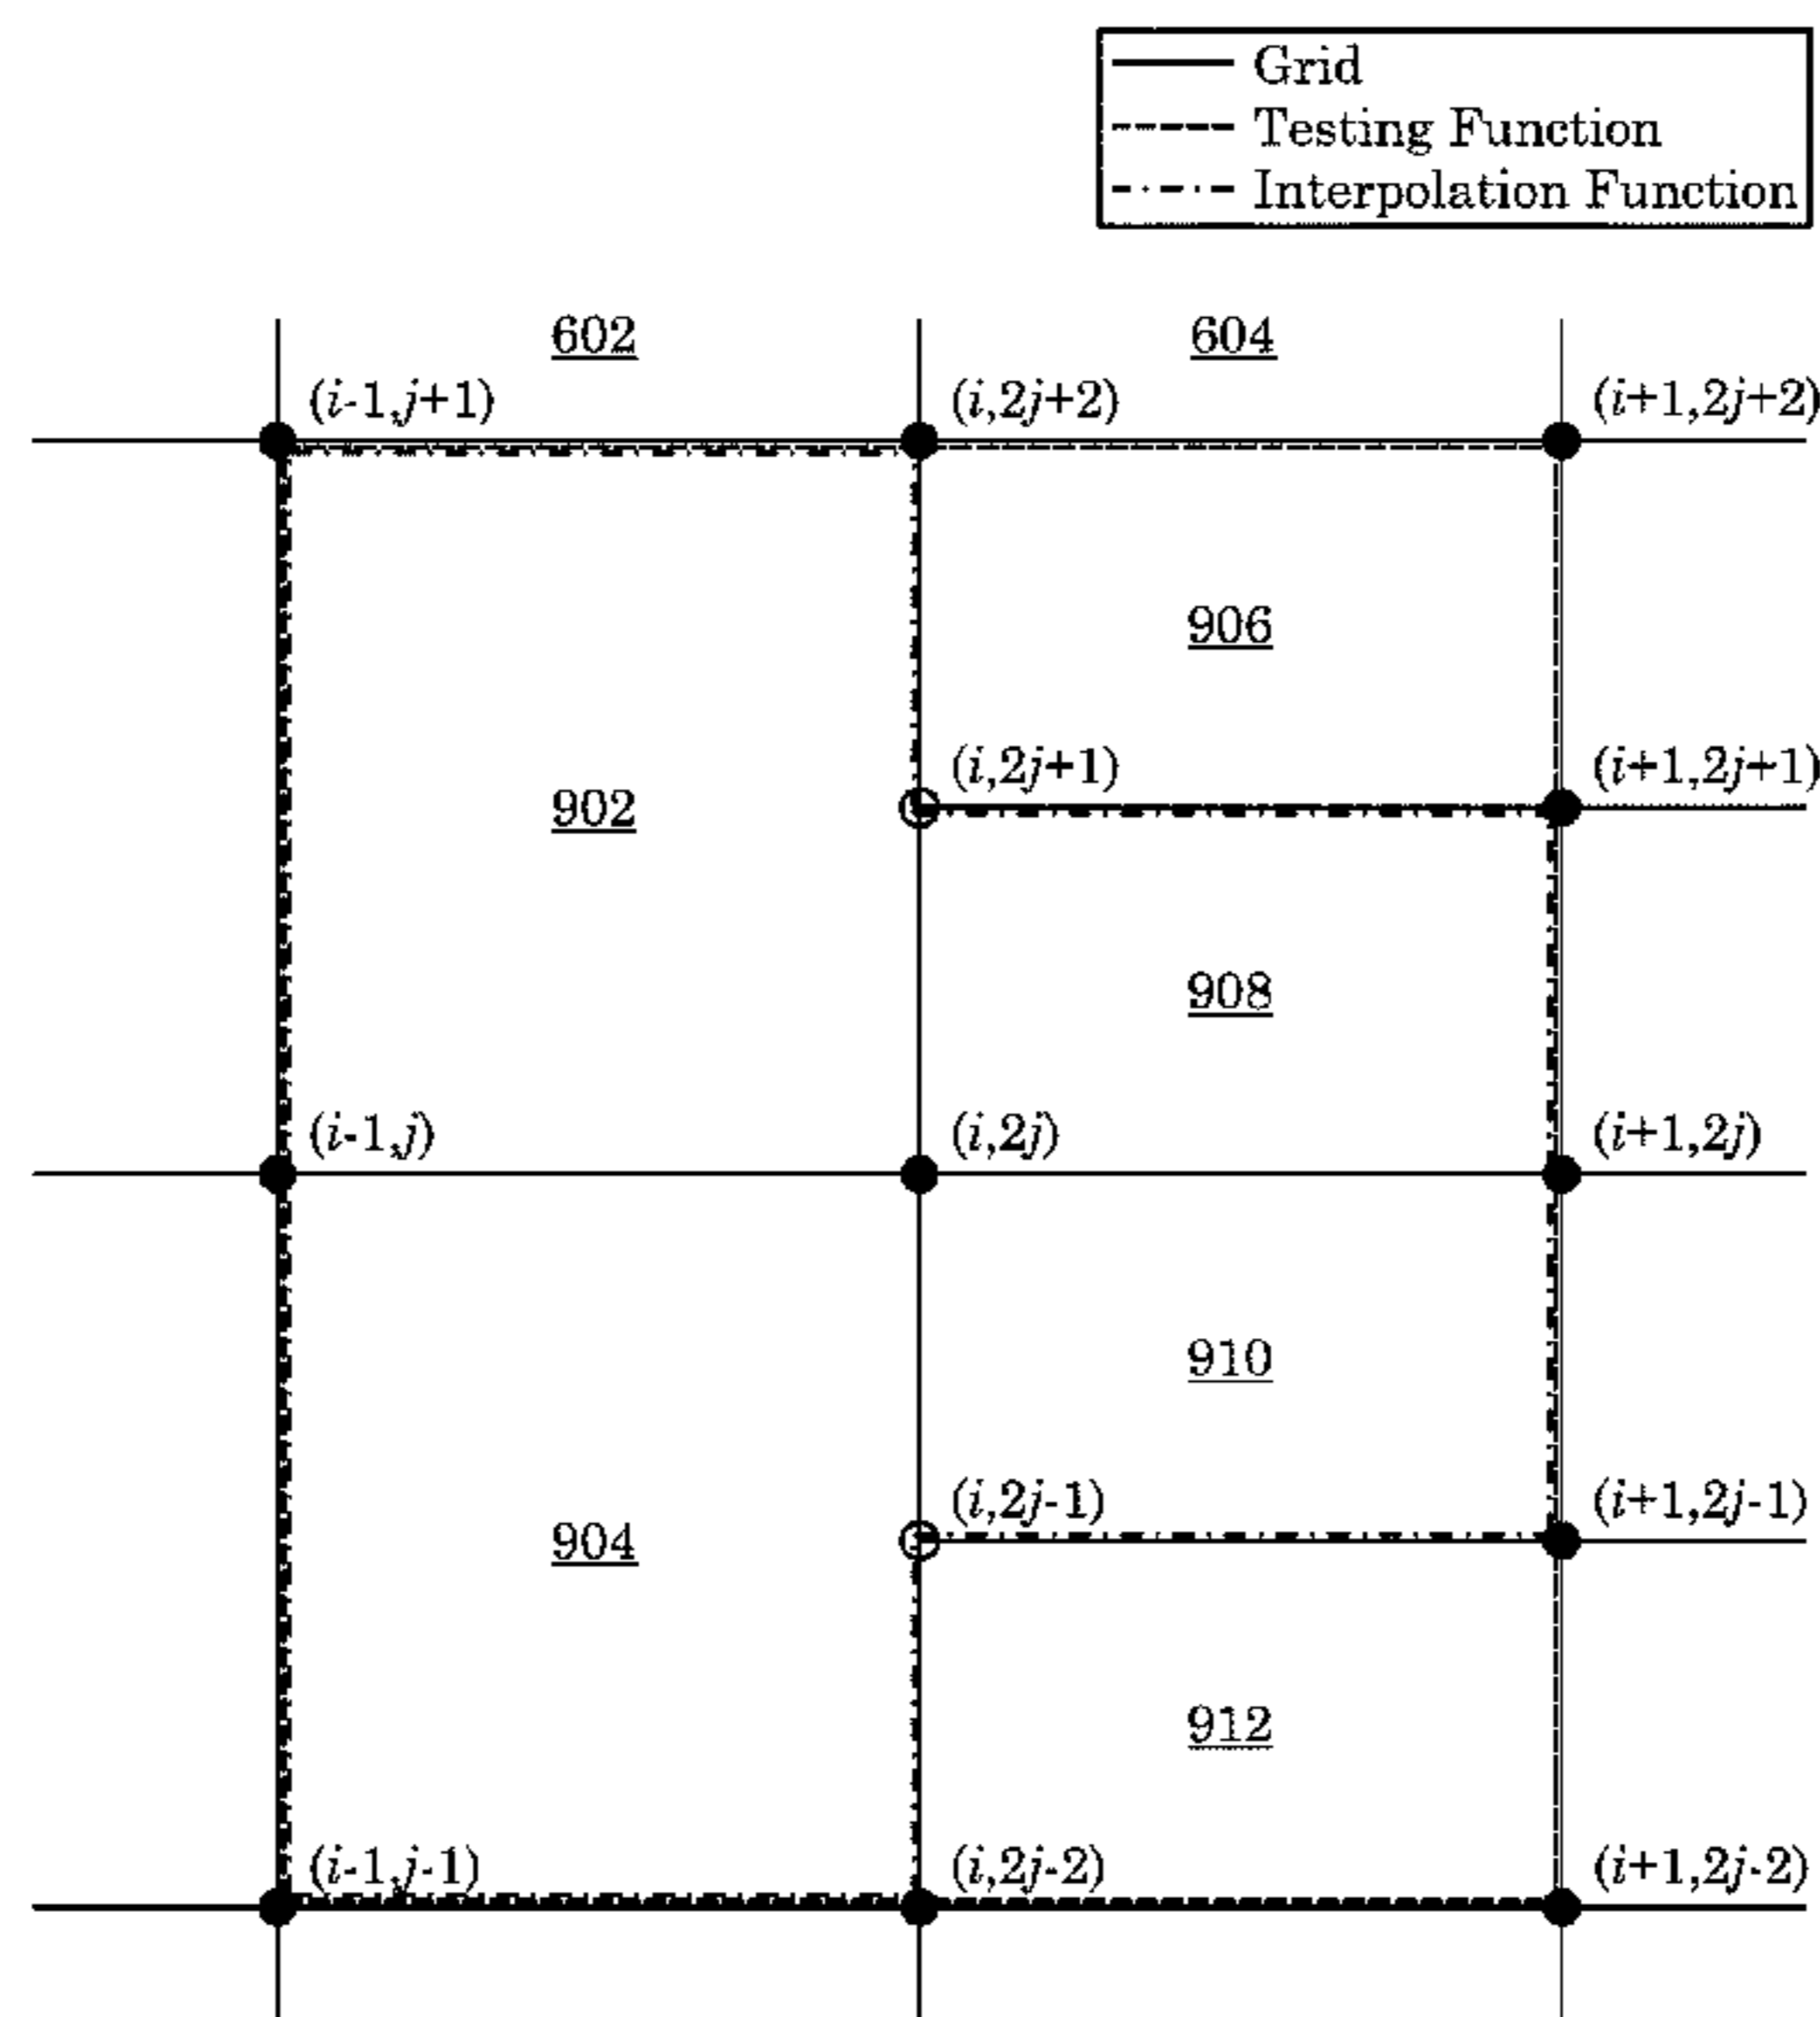 Grid
Testing Function
Interpolation Function
602 604
(i-1,j+1) (i,2j+2) (i+1,2j+2)
906
(i,2j+1) (i+1,2j+1)
902
908
(i-1,j) (i,2j) (i+1,2j)
910
(i,2j-1) (i+1,2j-1)
904
912
(i-1,j-1) (i,2j-2) (i+1,2j-2)